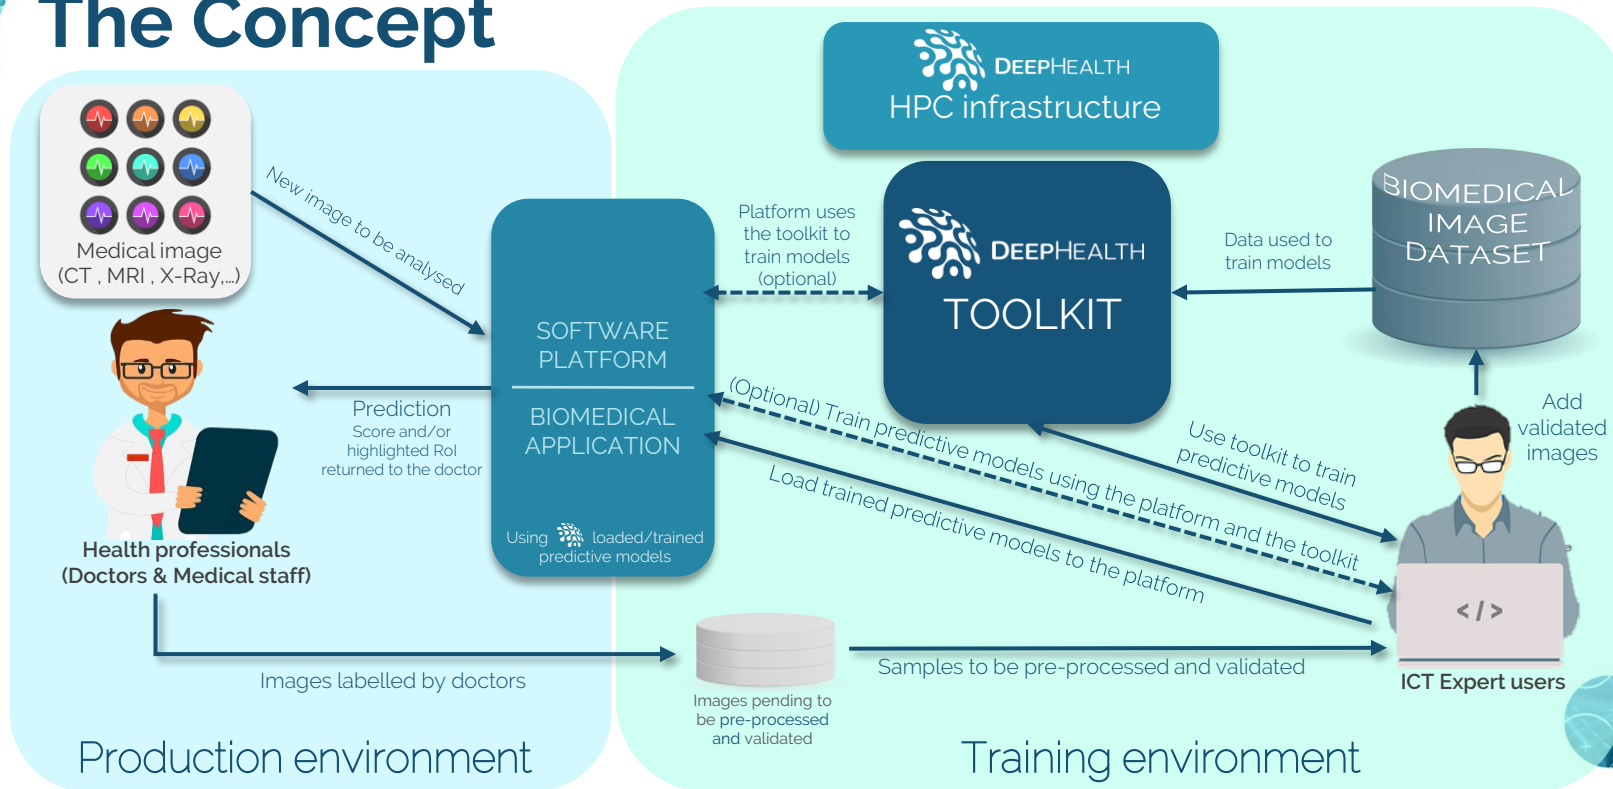 The Concept
DEEPHEALTH
HPC infrastructure
Medical image
(CT , MRI , X-Ray,...)
New image to be analysed
SOFTWARE
PLATFORM
BIOMEDICAL
APPLICATION
Using loaded/trained
predictive models
Platform uses
the toolkit to
train models
(optional)
DEEPHEALTH
TOOLKIT
Data used to
train models
BIOMEDICAL
IMAGE
DATASET
Prediction
Score and/or
highlighted RoI
returned to the doctor
Health professionals
(Doctors & Medical staff)
(Optional) Train predictive models using the platform and the toolkit
Load trained predictive models to the platform
Use toolkit to train
predictive models
Add
validated
images
</>
ICT Expert users
Images labelled by doctors
Images pending to
be pre-processed
and validated
Samples to be pre-processed and validated
Production environment
Training environment